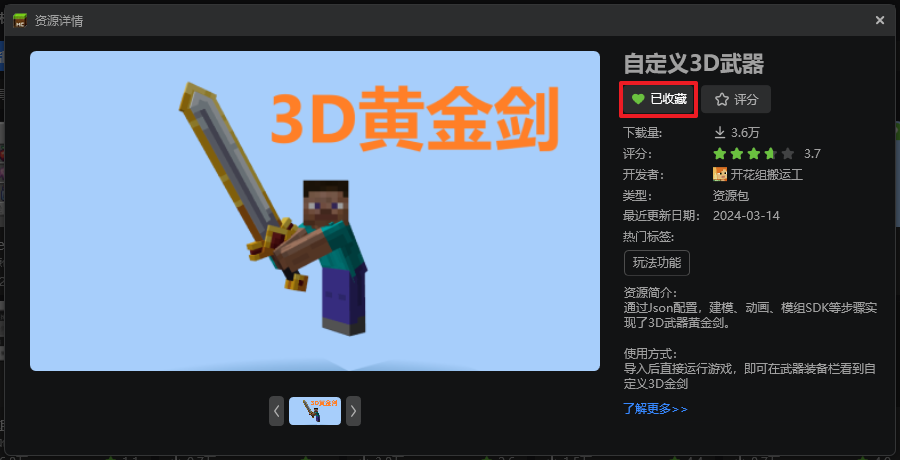 资源详情
3D黄金剑
自定义3D武器
已收藏
评分
下载量: 3.6万
评分: 3.7
开发者: 开花组搬运工
类型: 资源包
最近更新日期: 2024-03-14
热门标签:
玩法功能
资源简介:
通过Json配置，建模、动画、模组SDK等步骤实
现了3D武器黄金剑。
使用方式:
导入后直接运行游戏，即可在武器装备栏看到自
定义3D金剑
了解更多>>
3D黄金剑